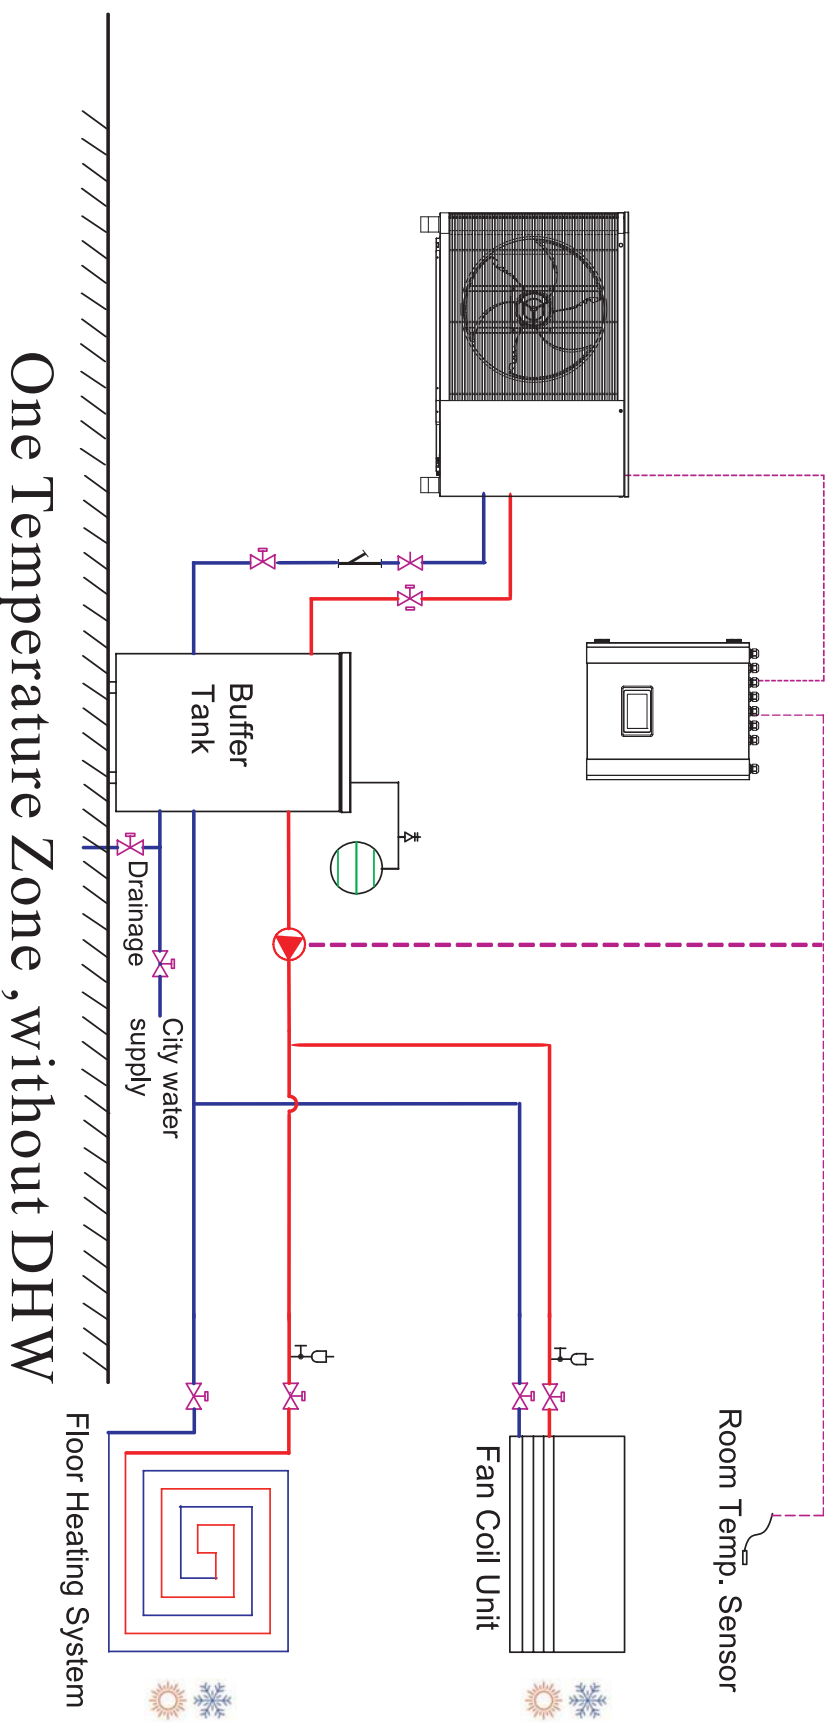 Room Temp. Sensor
Fan Coil Unit
Buffer
Tank
Drainage
City water
supply
Floor Heating System
One Temperature Zone ,without DHW